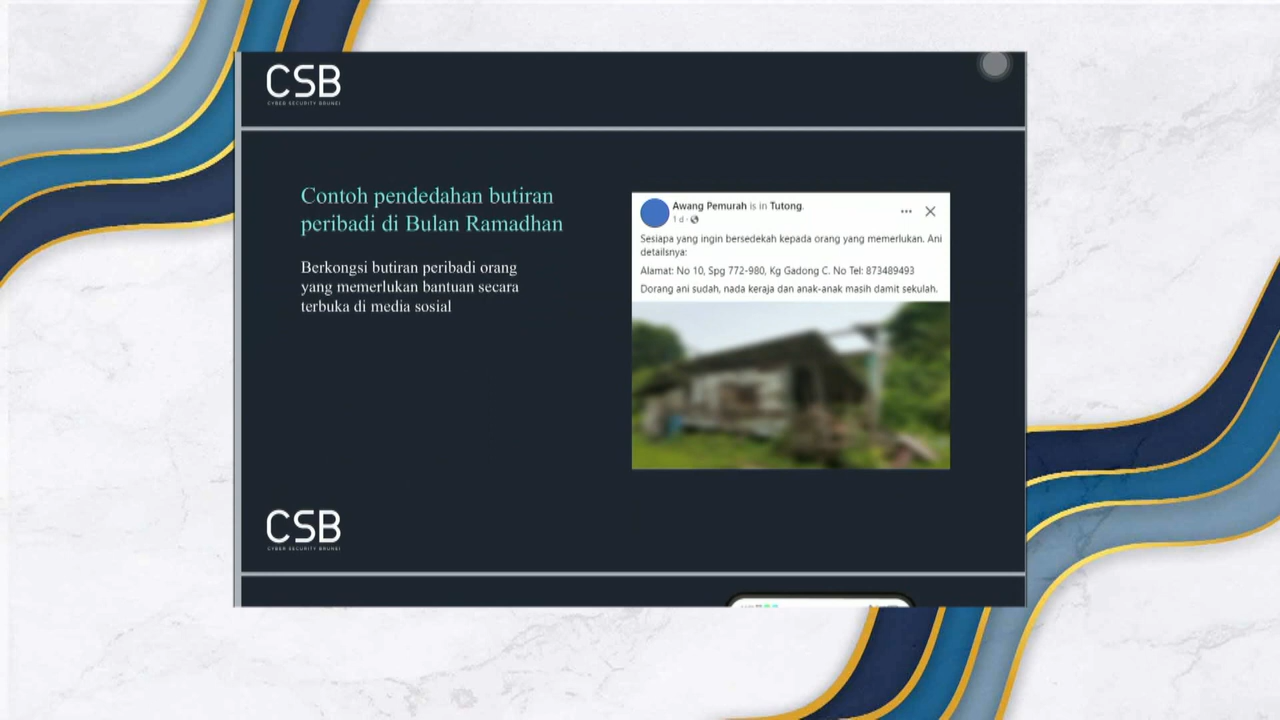 CSB
CYBER SECURITY BRUNEI
Contoh pendedahan butiran
peribadi di Bulan Ramadhan
Berkongsi butiran peribadi orang
yang memerlukan bantuan secara
terbuka di media sosial
Awang Pemurah is in Tutong.
1 d ·
Sesiapa yang ingin bersedekah kepada orang yang memerlukan. Ani
detailsnya:
Alamat: No 10, Spg 772-980, Kg Gadong C. No Tel: 873489493
Dorang ani sudah, nada keraja dan anak-anak masih damit sekulah.
CSB
CYBER SECURITY BRUNEI